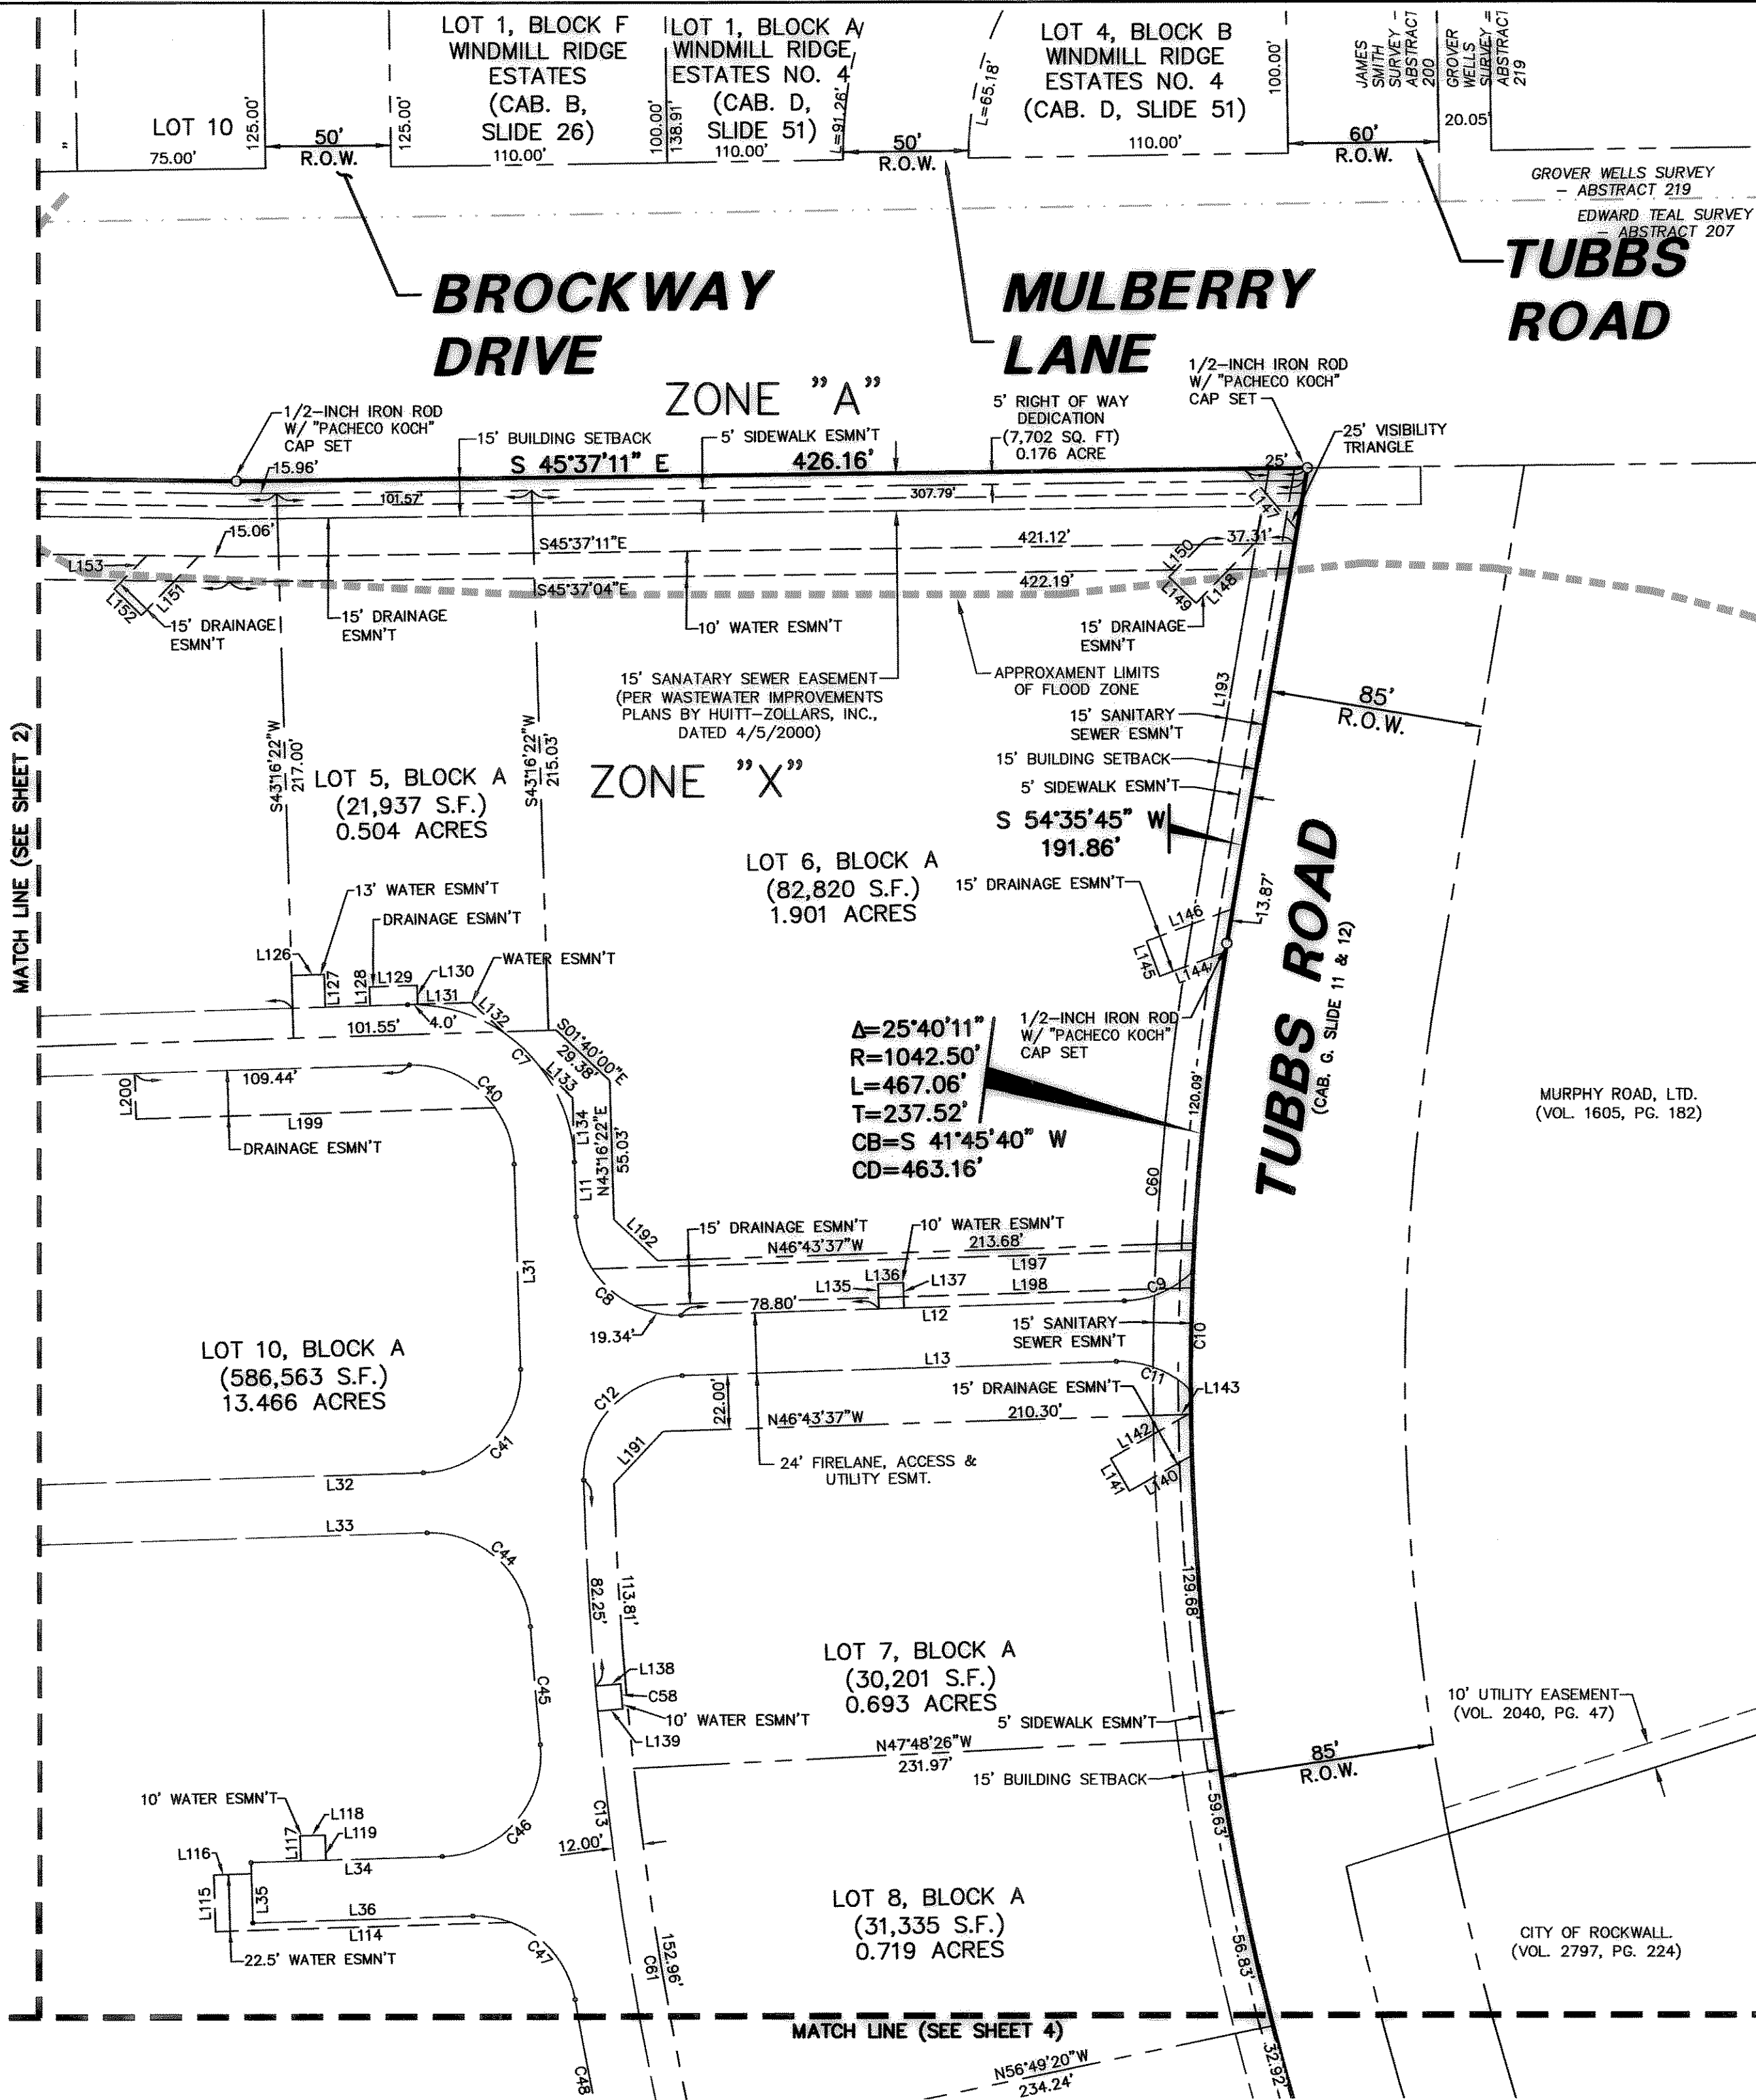 LOT 1, BLOCK F
WINDMILL RIDGE
ESTATES
(CAB. B,
SLIDE 26)
110.00'
LOT 1, BLOCK A
WINDMILL RIDGE
ESTATES NO. 4
(CAB. D,
SLIDE 51)
110.00'
LOT 4, BLOCK B
WINDMILL RIDGE
ESTATES NO. 4
(CAB. D, SLIDE 51)
110.00'
JAMES
SMITH
SURVEY -
ABSTRACT
200
GROVER
WELLS
SURVEY =
ABSTRACT
219
20.05'
"
LOT 10
75.00'
125.00'
50'
R.O.W.
125.00'
100.00'
138.91'
L=91.26'
50'
R.O.W.
L=65.18'
100.00'
60'
R.O.W.
GROVER WELLS SURVEY
- ABSTRACT 219
EDWARD TEAL SURVEY
- ABSTRACT 207
BROCKWAY
DRIVE
MULBERRY
LANE
TUBBS
ROAD
ZONE "A"
1/2-INCH IRON ROD
W/ "PACHECO KOCH"
CAP SET
15.96'
15' BUILDING SETBACK
S 45°37'11" E
426.16'
5' SIDEWALK ESMN'T
5' RIGHT OF WAY
DEDICATION
(7,702 SQ. FT)
0.176 ACRE
1/2-INCH IRON ROD
W/ "PACHECO KOCH"
CAP SET
25' VISIBILITY
TRIANGLE
25'
101.57'
307.79'
L147
15.06'
S45°37'11"E
421.12'
37.31'
L150
L153
L152
L151
S45°37'04"E
422.19'
L149
L148
15' DRAINAGE
ESMN'T
15' DRAINAGE
ESMN'T
10' WATER ESMN'T
15' DRAINAGE
ESMN'T
15' SANATARY SEWER EASEMENT
(PER WASTEWATER IMPROVEMENTS
PLANS BY HUITT-ZOLLARS, INC.,
DATED 4/5/2000)
APPROXAMENT LIMITS
OF FLOOD ZONE
L193
85'
R.O.W.
15' SANITARY
SEWER ESMN'T
15' BUILDING SETBACK
5' SIDEWALK ESMN'T
MATCH LINE (SEE SHEET 2)
S43°16'22"W
217.00'
LOT 5, BLOCK A
(21,937 S.F.)
0.504 ACRES
S43°16'22"W
215.03'
ZONE "X"
S 54°35'45" W
191.86'
LOT 6, BLOCK A
(82,820 S.F.)
1.901 ACRES
15' DRAINAGE ESMN'T
L146
13.87'
L145
L144
TUBBS ROAD
(CAB. G. SLIDE 11 & 12)
13' WATER ESMN'T
DRAINAGE ESMN'T
L126
L127
L128
L129
L130
L131
WATER ESMN'T
L132
101.55'
4.0'
C7
S01°40'00"E
29.38'
L133
Δ=25°40'11"
R=1042.50'
L=467.06'
T=237.52'
CB=S 41°45'40" W
CD=463.16'
1/2-INCH IRON ROD
W/ "PACHECO KOCH"
CAP SET
120.09'
MURPHY ROAD, LTD.
(VOL. 1605, PG. 182)
L200
109.44'
C40
L199
DRAINAGE ESMN'T
L134
L11
N43°16'22"E
55.03'
C60
L192
15' DRAINAGE ESMN'T
10' WATER ESMN'T
N46°43'37"W
213.68'
L197
L31
C8
L135
L136
L137
L198
C9
78.80'
L12
19.34'
15' SANITARY
SEWER ESMN'T
C10
LOT 10, BLOCK A
(586,563 S.F.)
13.466 ACRES
L13
C11
C12
22.00'
15' DRAINAGE ESMN'T
L143
N46°43'37"W
210.30'
L142
L191
L141
L140
C41
24' FIRELANE, ACCESS &
UTILITY ESMT.
L32
L33
C44
82.25'
113.81'
129.68'
C45
LOT 7, BLOCK A
(30,201 S.F.)
0.693 ACRES
L138
C58
10' WATER ESMN'T
L139
5' SIDEWALK ESMN'T
N47°48'26"W
231.97'
15' BUILDING SETBACK
10' UTILITY EASEMENT
(VOL. 2040, PG. 47)
85'
R.O.W.
10' WATER ESMN'T
L118
L117
L119
C46
C13
59.63'
12.00'
L116
L34
L115
L35
L36
L114
22.5' WATER ESMN'T
C47
LOT 8, BLOCK A
(31,335 S.F.)
0.719 ACRES
152.96'
C61
56.83'
CITY OF ROCKWALL.
(VOL. 2797, PG. 224)
MATCH LINE (SEE SHEET 4)
C48
N56°49'20"W
234.24'
32.92'